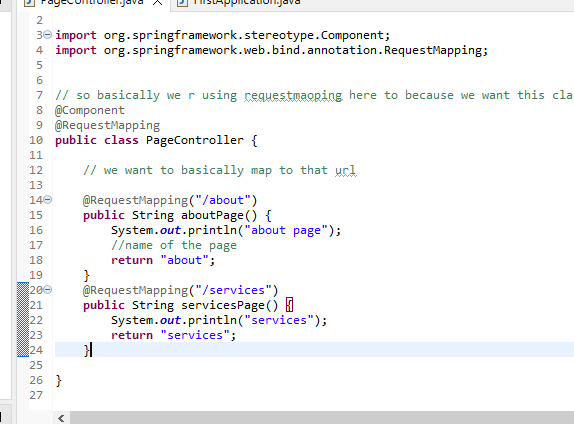 PageController.java FirstApplication.java
2
3 import org.springframework.stereotype.Component;
4 import org.springframework.web.bind.annotation.RequestMapping;
5
6
7 // so basically we r using requestmaoping here to because we want this cla
8 @Component
9 @RequestMapping
10 public class PageController {
11
12 // we want to basically map to that url
13
14 @RequestMapping("/about")
15 public String aboutPage() {
16 System.out.println("about page");
17 //name of the page
18 return "about";
19 }
20 @RequestMapping("/services")
21 public String servicesPage() {
22 System.out.println("services");
23 return "services";
24 }
25
26 }
27